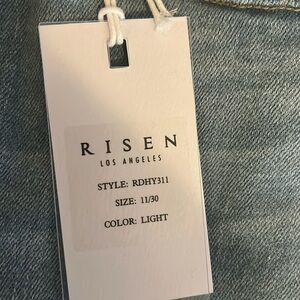 RISEN
LOS ANGELES
STYLE: RDHY311
SIZE: 11/30
COLOR: LIGHT